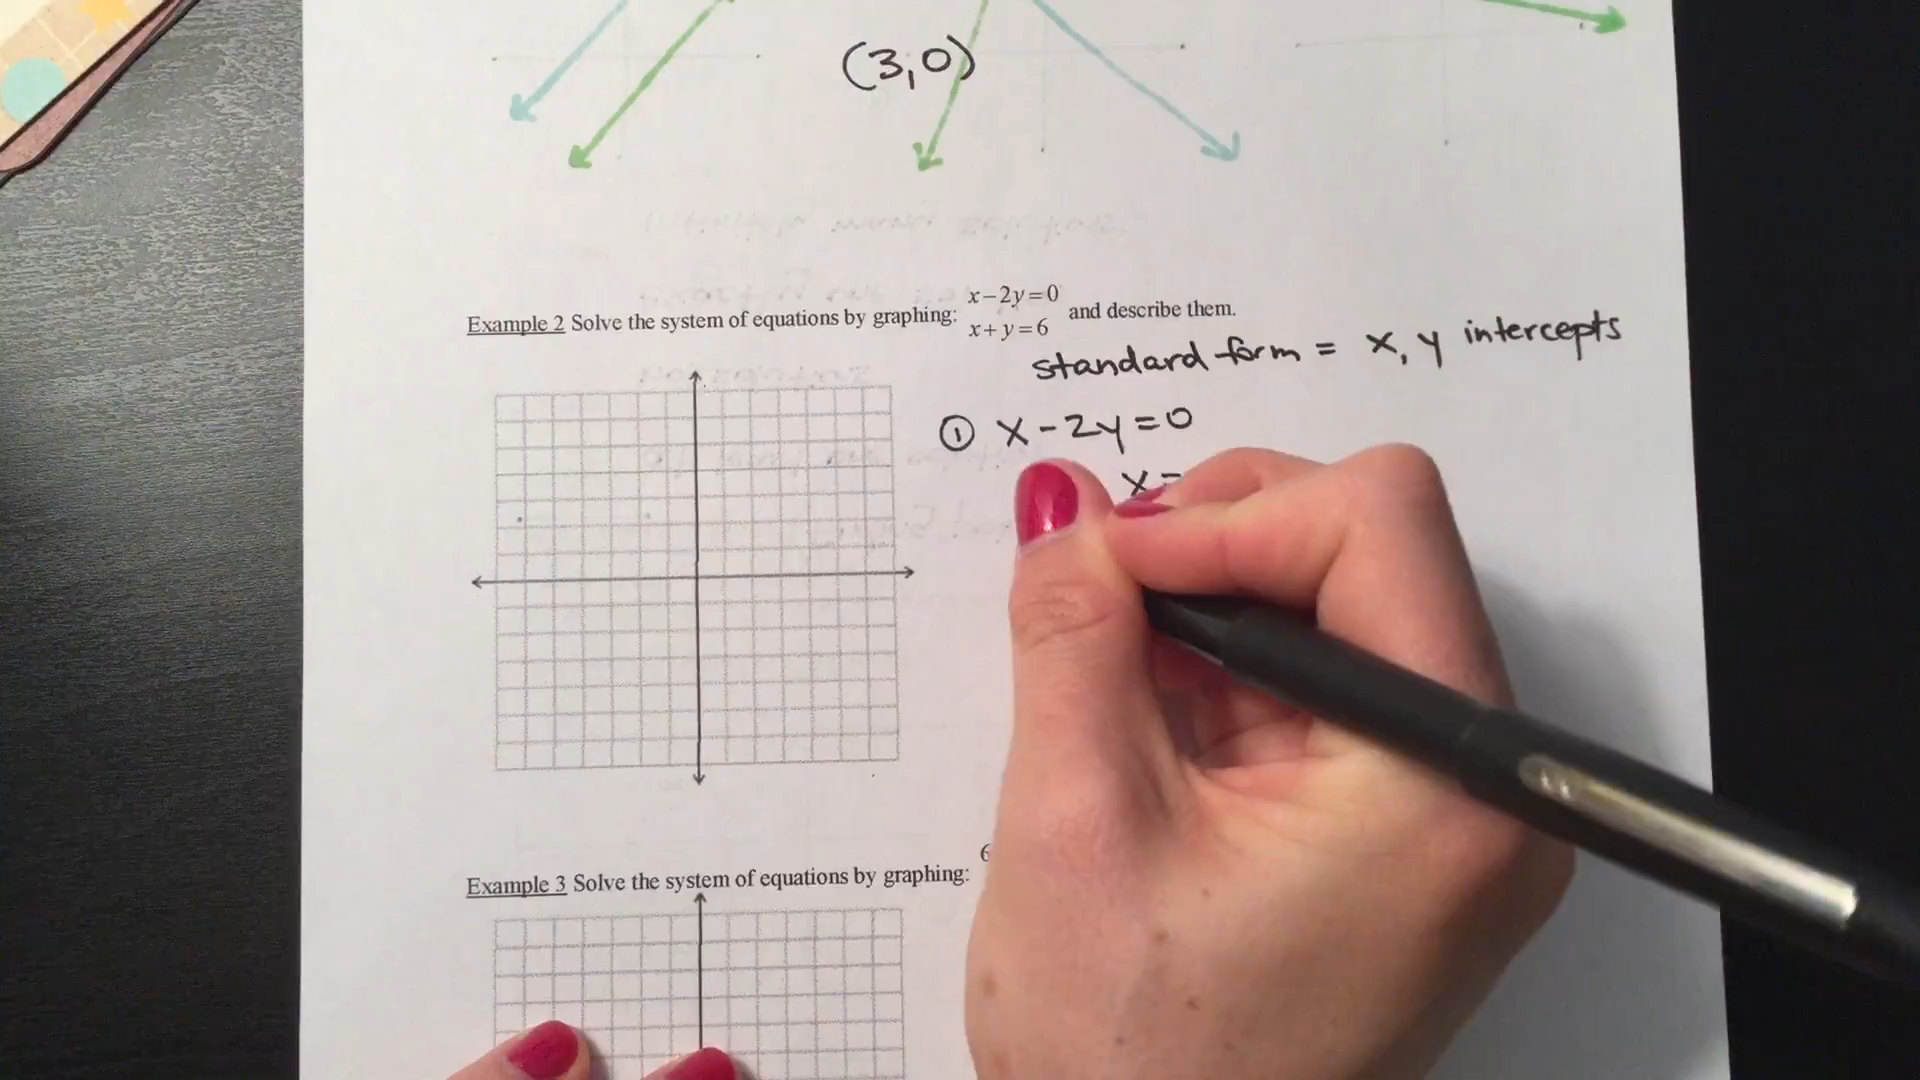 (3,0)
Example 2 Solve the system of equations by graphing: x-2y=0 x+y=6 and describe them.
standard form = x, y intercepts
① x-2y=0
x=
Example 3 Solve the system of equations by graphing:
6